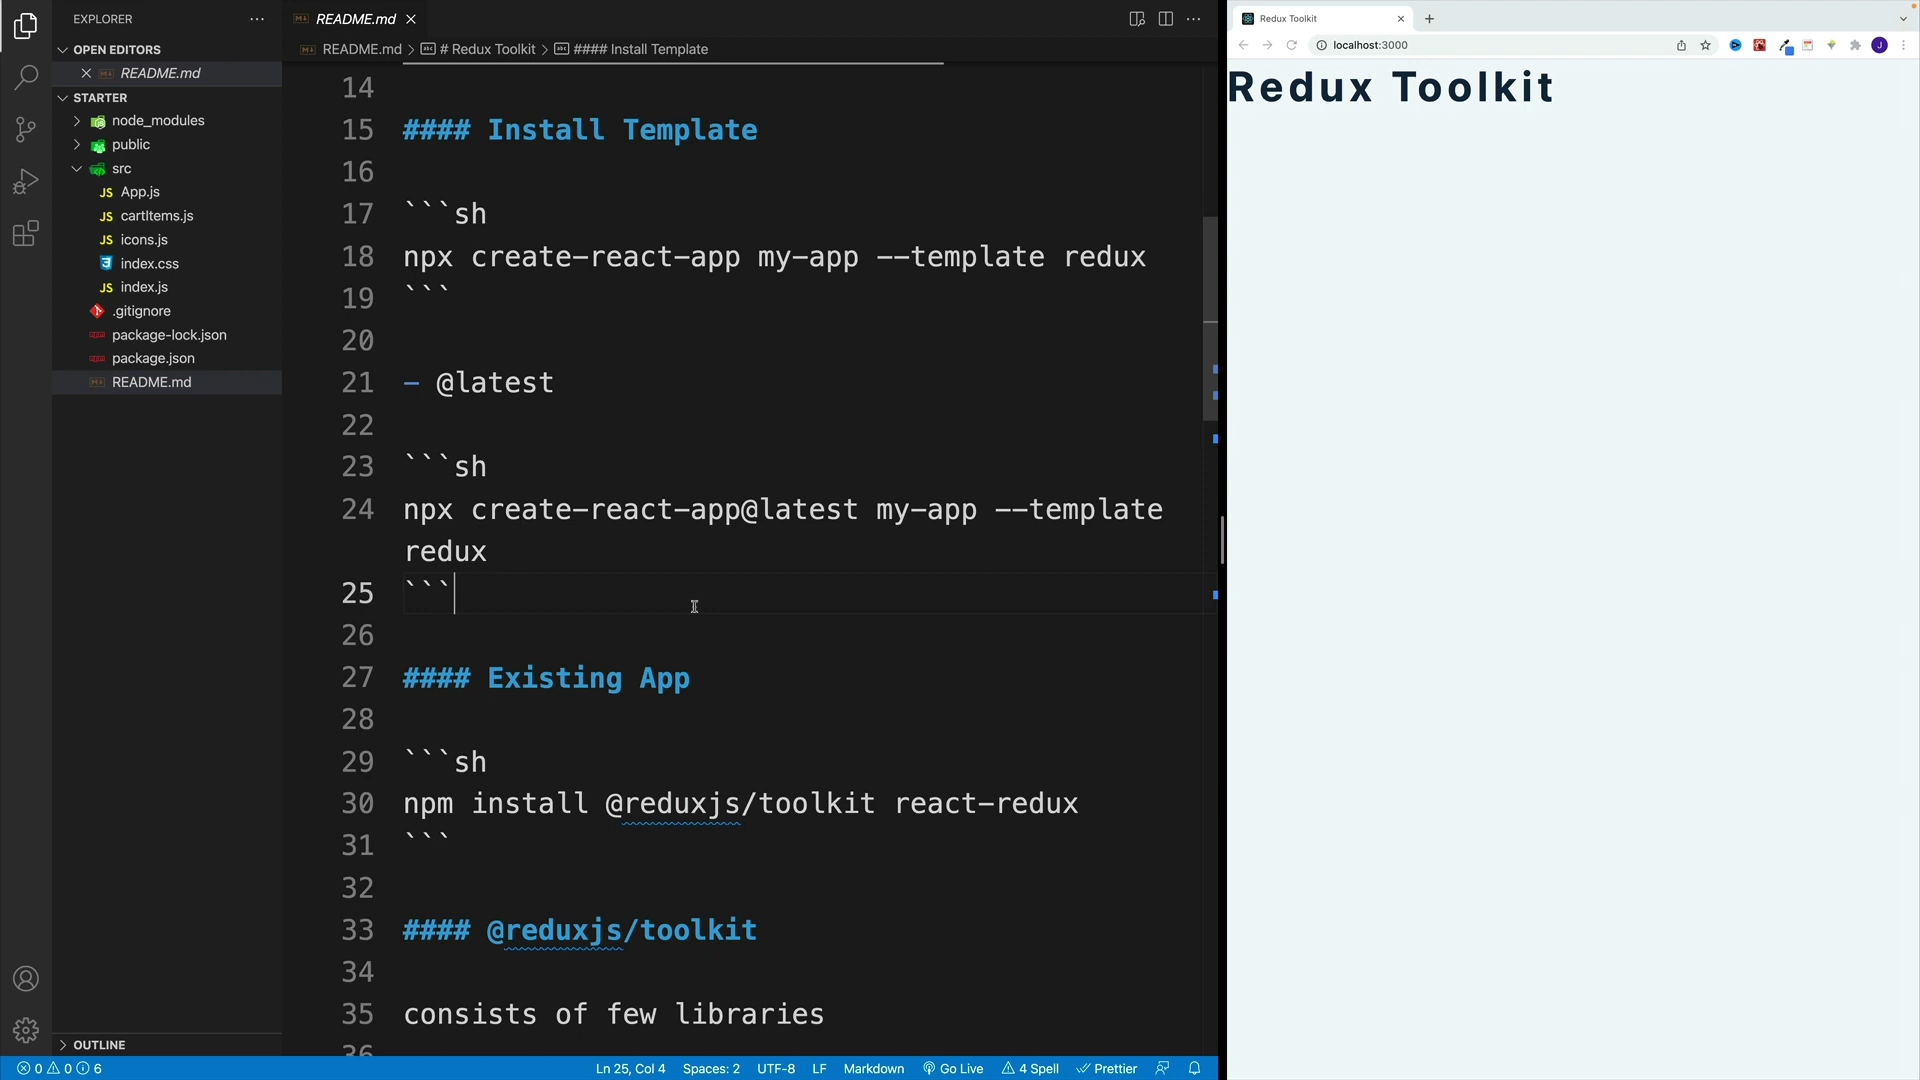 EXPLORER
OPEN EDITORS
README.md
STARTER
node_modules
public
src
JS App.js
JS cartItems.js
JS icons.js
index.css
JS index.js
.gitignore
package-lock.json
package.json
README.md
OUTLINE
README.md
README.md > # Redux Toolkit > #### Install Template
14
15 #### Install Template
16
17 ```sh
18 npx create-react-app my-app --template redux
19 ```
20
21 - @latest
22
23 ```sh
24 npx create-react-app@latest my-app --template
redux
25 ```
26
27 #### Existing App
28
29 ```sh
30 npm install @reduxjs/toolkit react-redux
31 ```
32
33 #### @reduxjs/toolkit
34
35 consists of few libraries
36
0 0 6
Ln 25, Col 4 Spaces: 2 UTF-8 LF Markdown Go Live 4 Spell Prettier
Redux Toolkit
localhost:3000
J
Redux Toolkit